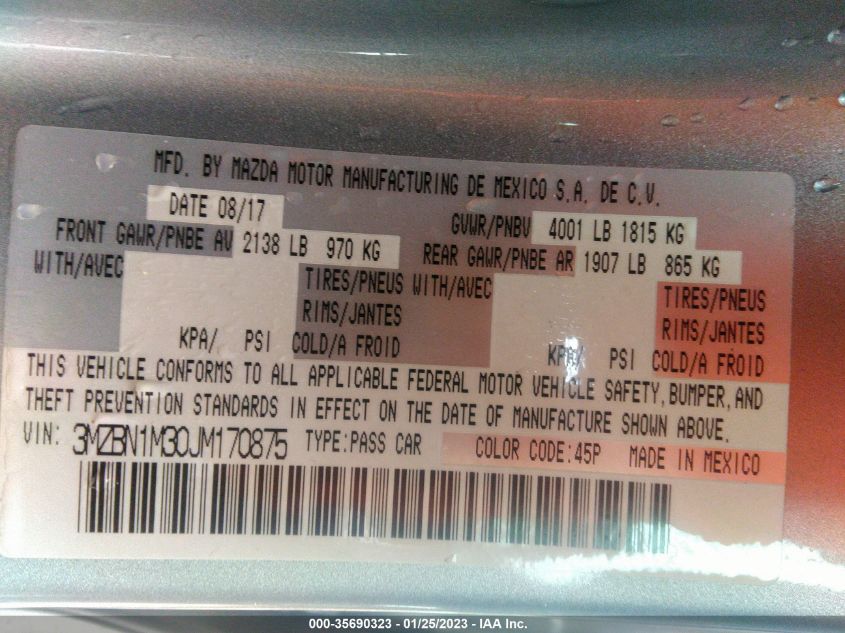 MFD. BY MAZDA MOTOR MANUFACTURING DE MEXICO S.A. DE C.V.
DATE 08/17 GVWR/PNBV 4001 LB 1815 KG
FRONT GAWR/PNBE AV 2138 LB 970 KG REAR GAWR/PNBE AR 1907 LB 865 KG
WITH/AVEC TIRES/PNEUS WITH/AVEC TIRES/PNEUS
RIMS/JANTES RIMS/JANTES
KPA/ PSI COLD/A FROID KPA/ PSI COLD/A FROID
THIS VEHICLE CONFORMS TO ALL APPLICABLE FEDERAL MOTOR VEHICLE SAFETY, BUMPER, AND
THEFT PREVENTION STANDARDS IN EFFECT ON THE DATE OF MANUFACTURE SHOWN ABOVE.
VIN: 3MZBN1M30JM170875 TYPE:PASS CAR COLOR CODE:45P MADE IN MEXICO
000-35690323 - 01/25/2023 - IAA Inc.